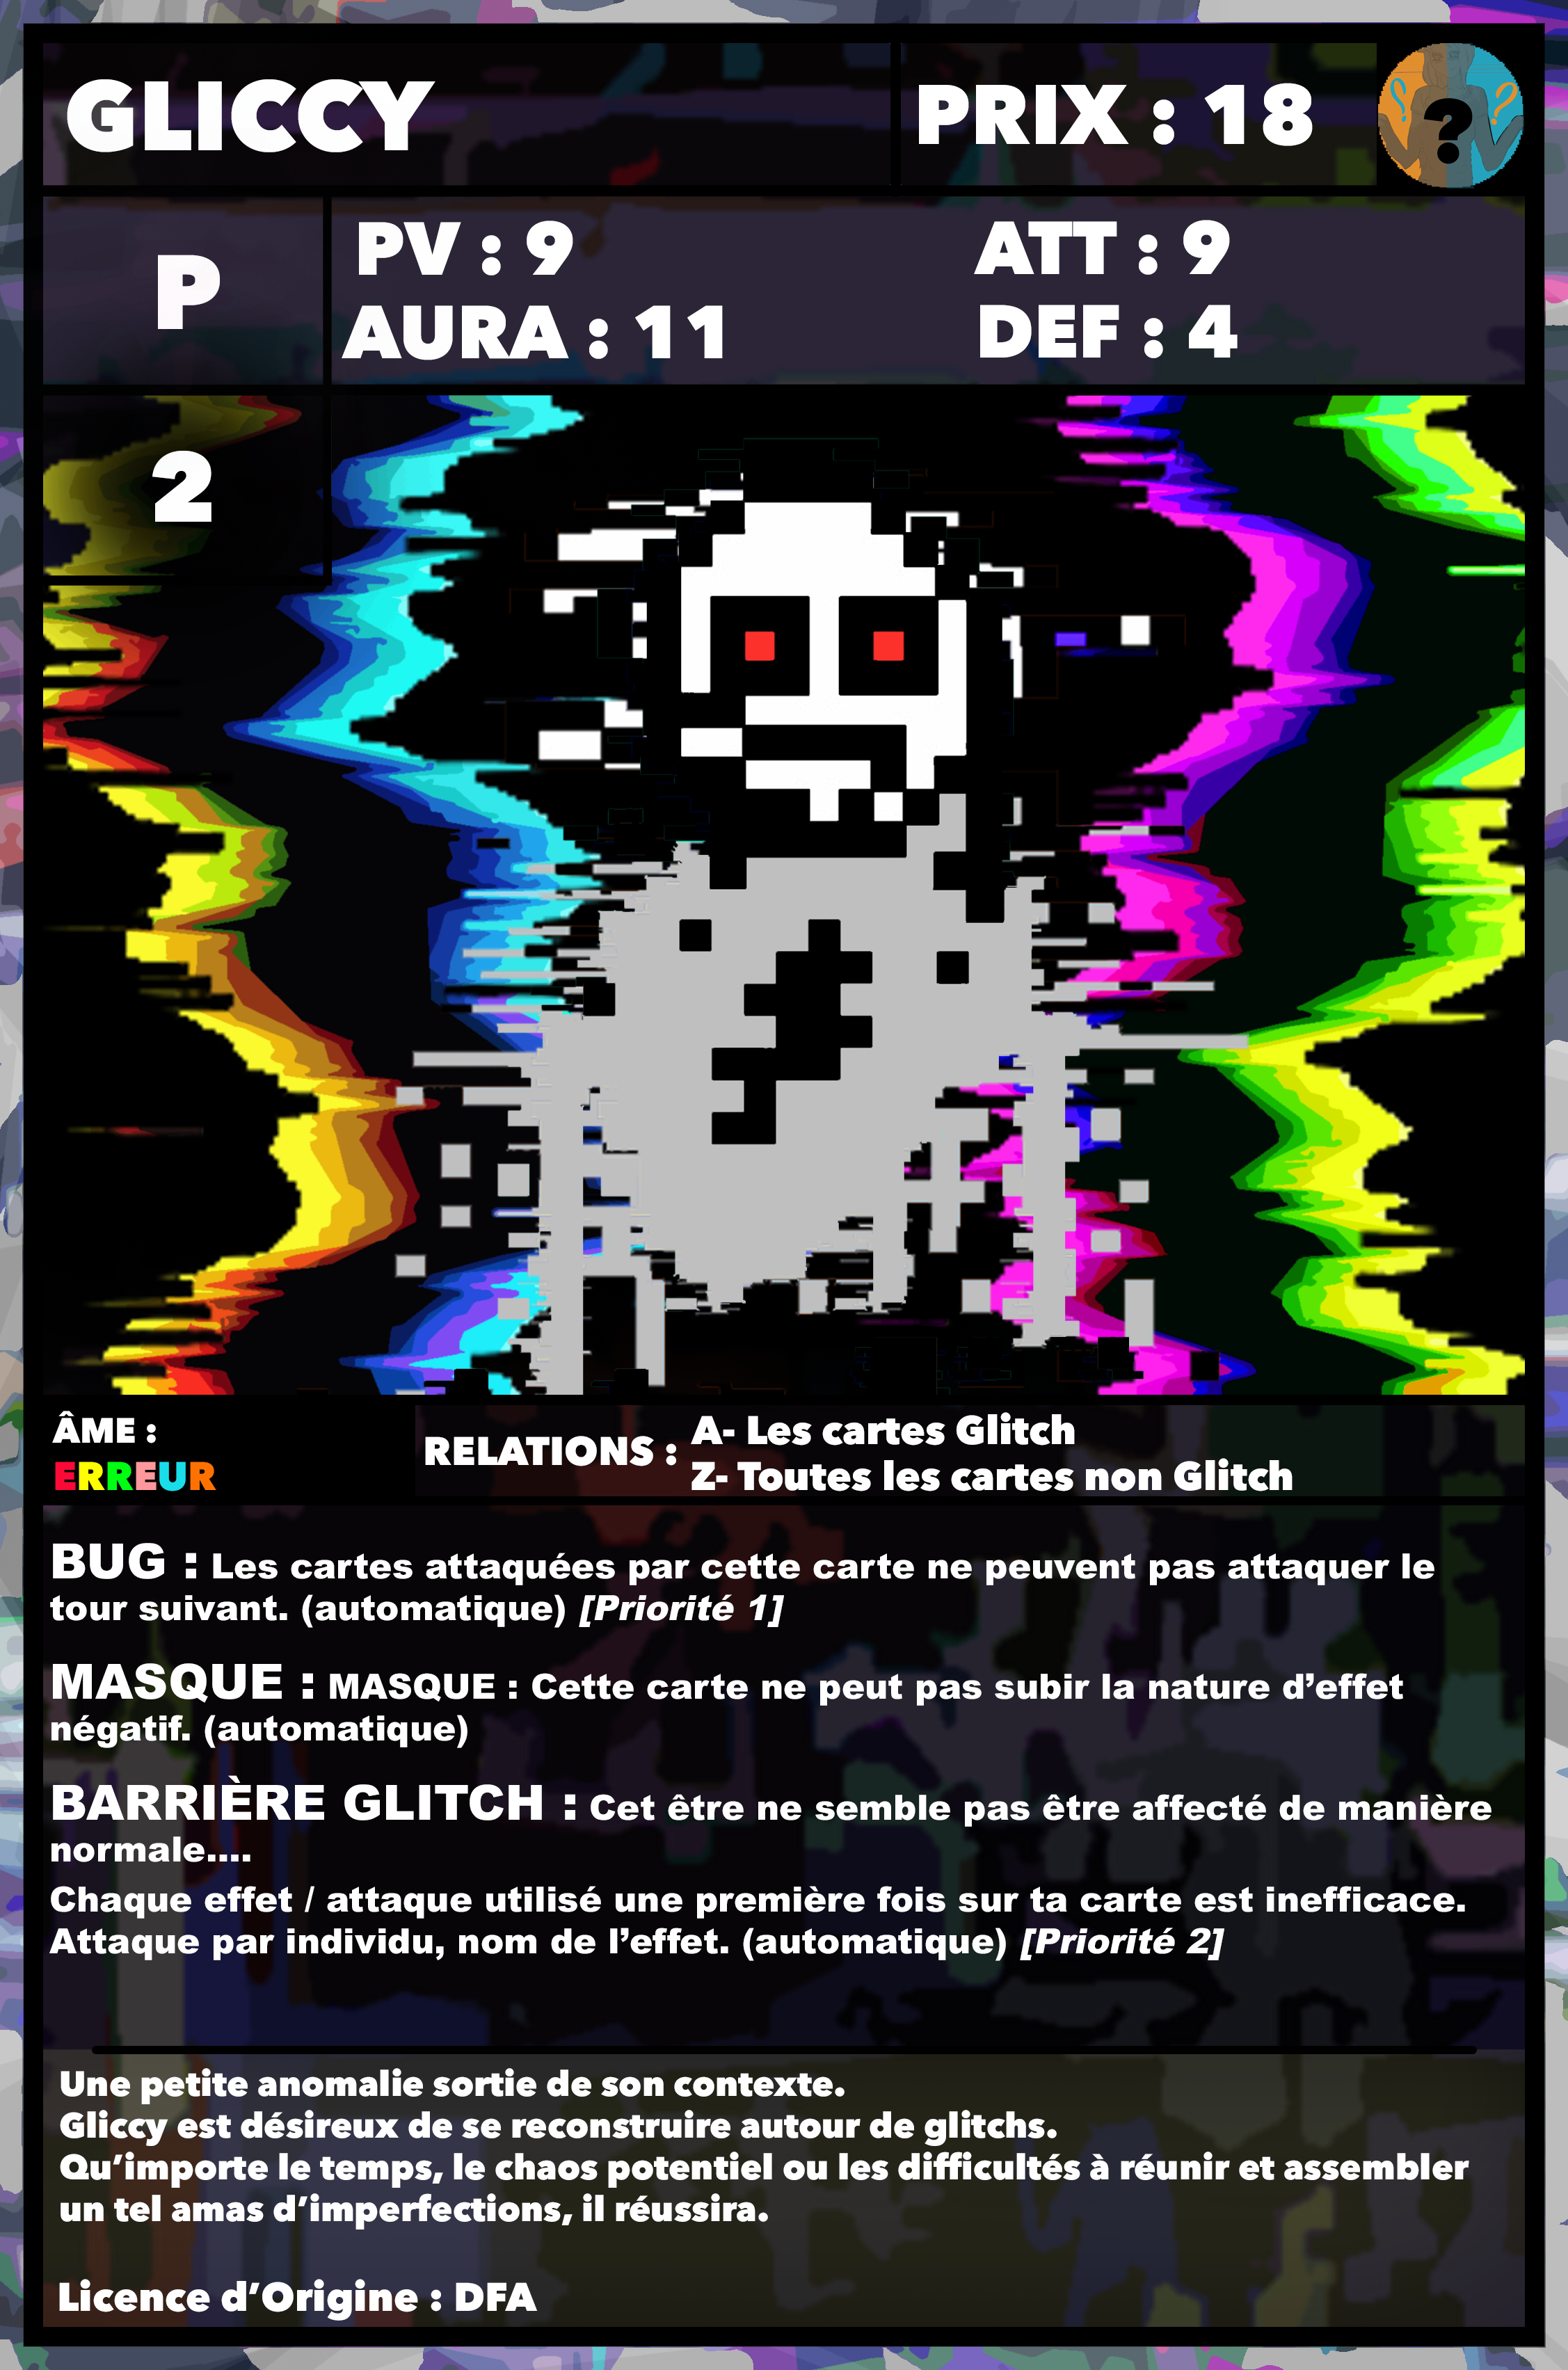 GLICCY
PRIX : 18
?
P
PV : 9
ATT : 9
AURA : 11
DEF : 4
2
ÂME :
ERREUR
RELATIONS :
A- Les cartes Glitch
Z- Toutes les cartes non Glitch
BUG : Les cartes attaquées par cette carte ne peuvent pas attaquer le
tour suivant. (automatique) [Priorité 1]
MASQUE : MASQUE : Cette carte ne peut pas subir la nature d’effet
négatif. (automatique)
BARRIÈRE GLITCH : Cet être ne semble pas être affecté de manière
normale....
Chaque effet / attaque utilisé une première fois sur ta carte est inefficace.
Attaque par individu, nom de l’effet. (automatique) [Priorité 2]
Une petite anomalie sortie de son contexte.
Gliccy est désireux de se reconstruire autour de glitchs.
Qu’importe le temps, le chaos potentiel ou les difficultés à réunir et assembler
un tel amas d’imperfections, il réussira.
Licence d’Origine : DFA